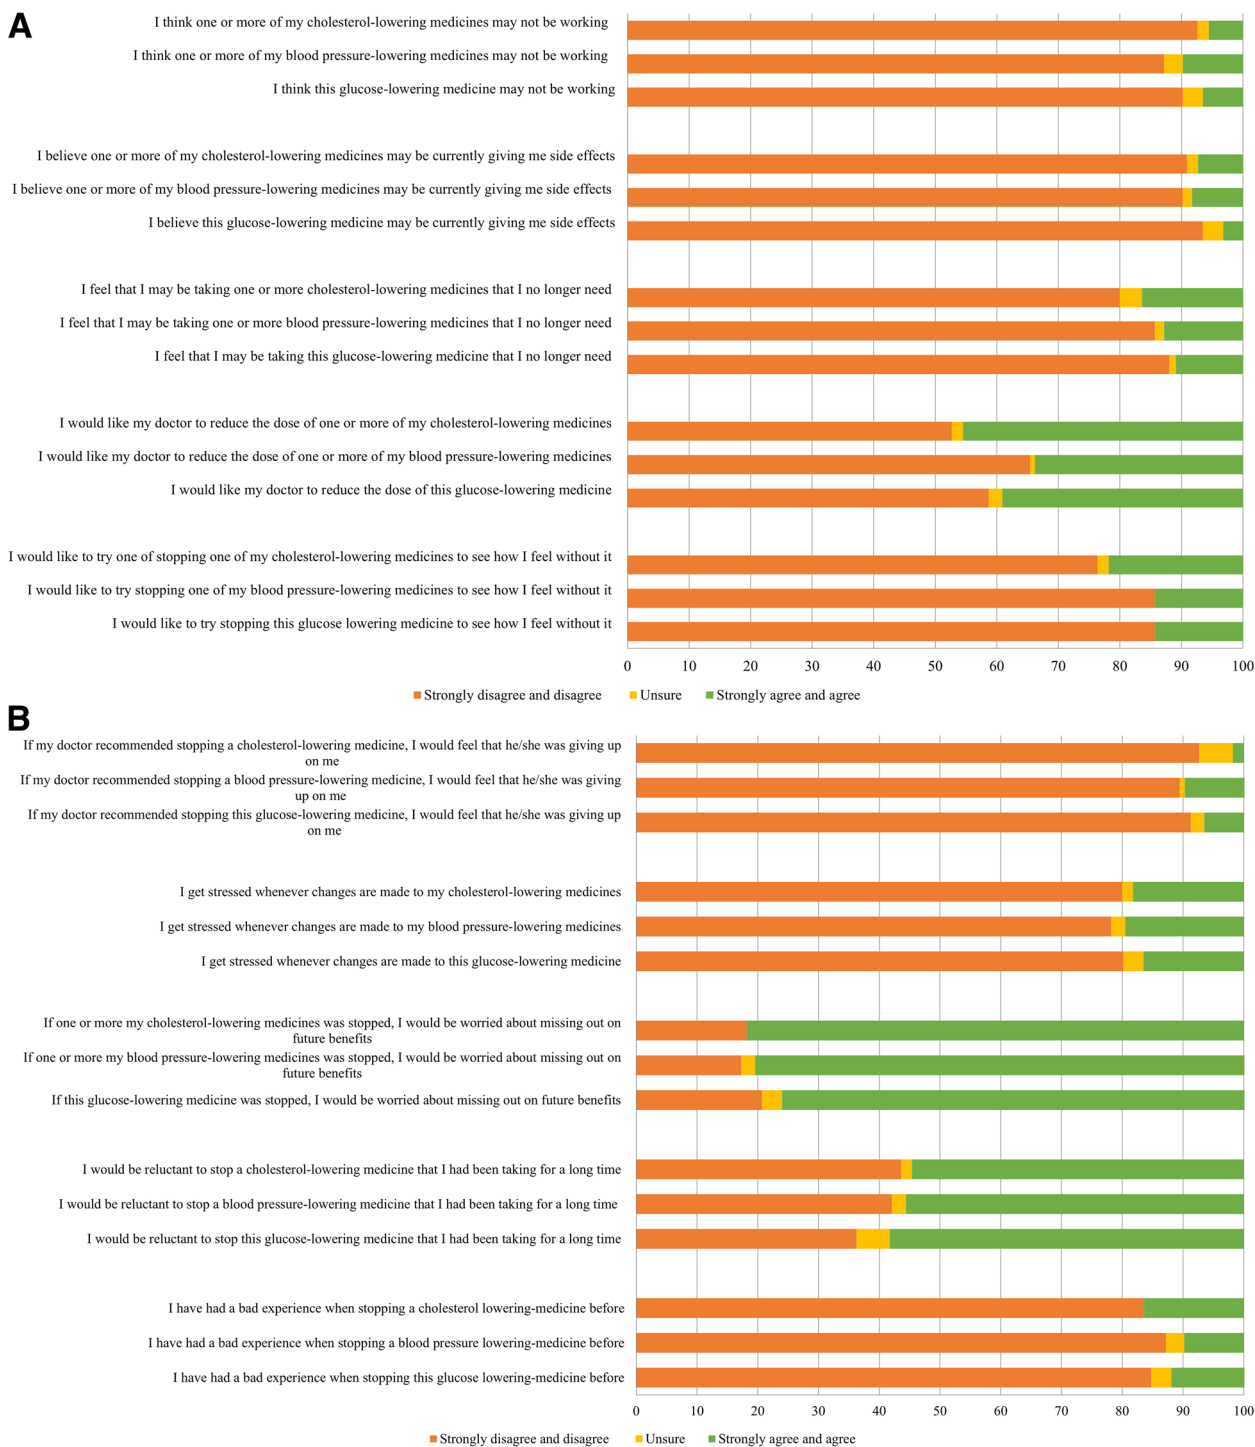 A
I think one or more of my cholesterol-lowering medicines may not be working
I think one or more of my blood pressure-lowering medicines may not be working
I think this glucose-lowering medicine may not be working
I believe one or more of my cholesterol-lowering medicines may be currently giving me side effects
I believe one or more of my blood pressure-lowering medicines may be currently giving me side effects
I believe this glucose-lowering medicine may be currently giving me side effects
I feel that I may be taking one or more cholesterol-lowering medicines that I no longer need
I feel that I may be taking one or more blood pressure-lowering medicines that I no longer need
I feel that I may be taking this glucose-lowering medicine that I no longer need
I would like my doctor to reduce the dose of one or more of my cholesterol-lowering medicines
I would like my doctor to reduce the dose of one or more of my blood pressure-lowering medicines
I would like my doctor to reduce the dose of this glucose-lowering medicine
I would like to try one of stopping one of my cholesterol-lowering medicines to see how I feel without it
I would like to try stopping one of my blood pressure-lowering medicines to see how I feel without it
I would like to try stopping this glucose lowering medicine to see how I feel without it
0 10 20 30 40 50 60 70 80 90 100
Strongly disagree and disagree Unsure Strongly agree and agree
B
If my doctor recommended stopping a cholesterol-lowering medicine, I would feel that he/she was giving up
on me
If my doctor recommended stopping a blood pressure-lowering medicine, I would feel that he/she was giving
up on me
If my doctor recommended stopping this glucose-lowering medicine, I would feel that he/she was giving up
on me
I get stressed whenever changes are made to my cholesterol-lowering medicines
I get stressed whenever changes are made to my blood pressure-lowering medicines
I get stressed whenever changes are made to this glucose-lowering medicine
If one or more my cholesterol-lowering medicines was stopped, I would be worried about missing out on
future benefits
If one or more my blood pressure-lowering medicines was stopped, I would be worried about missing out on
future benefits
If this glucose-lowering medicine was stopped, I would be worried about missing out on future benefits
I would be reluctant to stop a cholesterol-lowering medicine that I had been taking for a long time
I would be reluctant to stop a blood pressure-lowering medicine that I had been taking for a long time
I would be reluctant to stop this glucose-lowering medicine that I had been taking for a long time
I have had a bad experience when stopping a cholesterol lowering-medicine before
I have had a bad experience when stopping a blood pressure lowering-medicine before
I have had a bad experience when stopping this glucose lowering-medicine before
0 10 20 30 40 50 60 70 80 90 100
Strongly disagree and disagree Unsure Strongly agree and agree